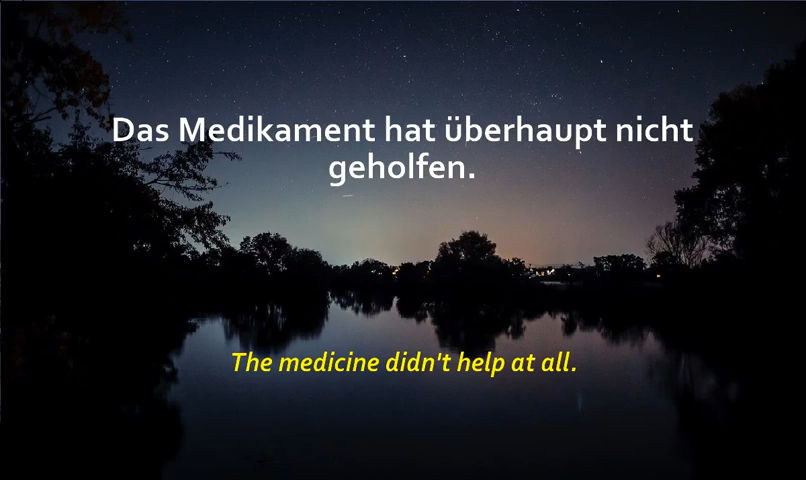 Das Medikament hat überhaupt nicht
geholfen.
The medicine didn't help at all.